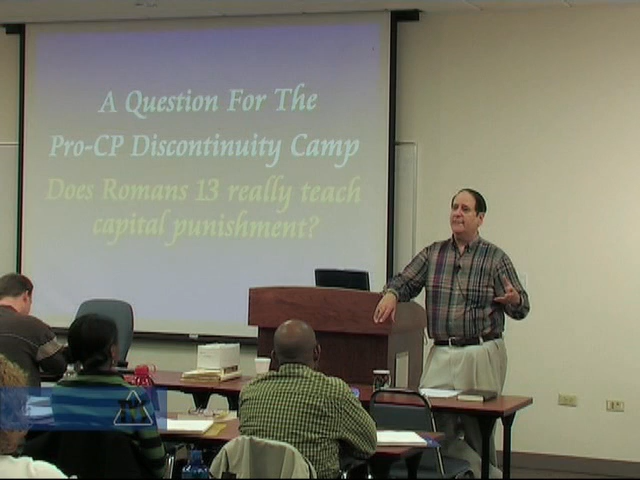 A Question For The
Pro-CP Discontinuity Camp
Does Romans 13 really teach
capital punishment?